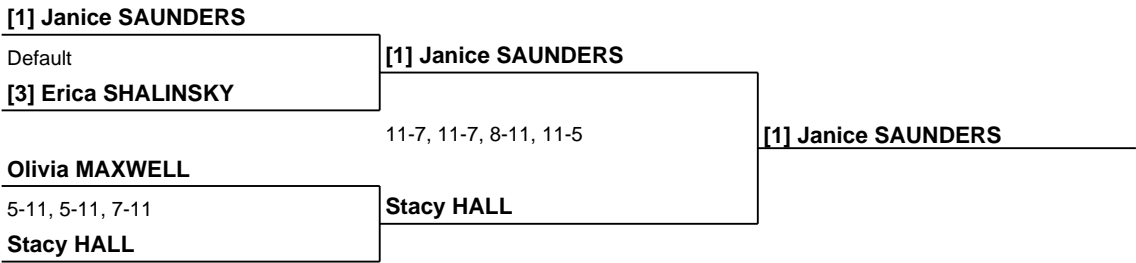 [1] Janice SAUNDERS
Default
[1] Janice SAUNDERS
[3] Erica SHALINSKY
11-7, 11-7, 8-11, 11-5
[1] Janice SAUNDERS
Olivia MAXWELL
5-11, 5-11, 7-11
Stacy HALL
Stacy HALL